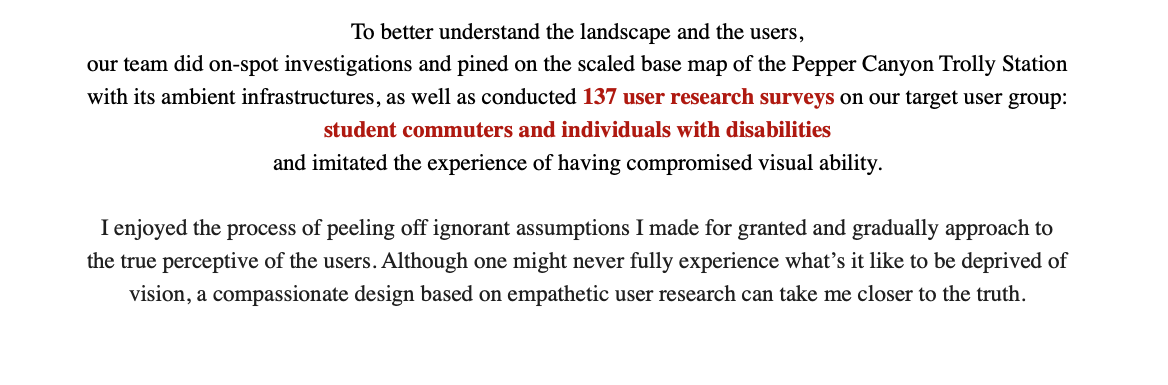 To better understand the landscape and the users,
our team did on-spot investigations and pined on the scaled base map of the Pepper Canyon Trolly Station
with its ambient infrastructures, as well as conducted 137 user research surveys on our target user group:
student commuters and individuals with disabilities
and imitated the experience of having compromised visual ability.
I enjoyed the process of peeling off ignorant assumptions I made for granted and gradually approach to
the true perceptive of the users. Although one might never fully experience what’s it like to be deprived of
vision, a compassionate design based on empathetic user research can take me closer to the truth.